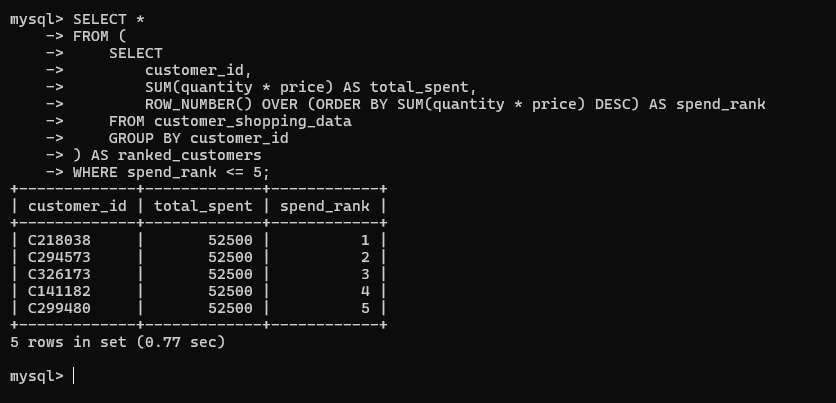 mysql> SELECT *
    -> FROM (
    ->     SELECT
    ->         customer_id,
    ->         SUM(quantity * price) AS total_spent,
    ->         ROW_NUMBER() OVER (ORDER BY SUM(quantity * price) DESC) AS spend_rank
    ->     FROM customer_shopping_data
    ->     GROUP BY customer_id
    -> ) AS ranked_customers
    -> WHERE spend_rank <= 5;
+-------------+-------------+------------+
| customer_id | total_spent | spend_rank |
+-------------+-------------+------------+
| C218038     |       52500 |          1 |
| C294573     |       52500 |          2 |
| C326173     |       52500 |          3 |
| C141182     |       52500 |          4 |
| C299480     |       52500 |          5 |
+-------------+-------------+------------+
5 rows in set (0.77 sec)

mysql>